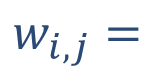 w_{i,j} =